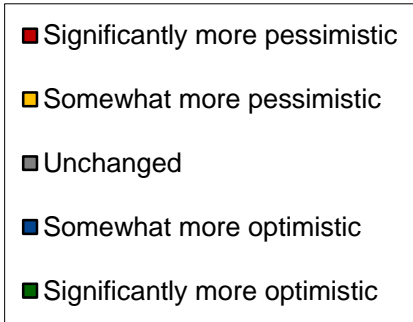 Significantly more pessimistic
Somewhat more pessimistic
Unchanged
Somewhat more optimistic
Significantly more optimistic